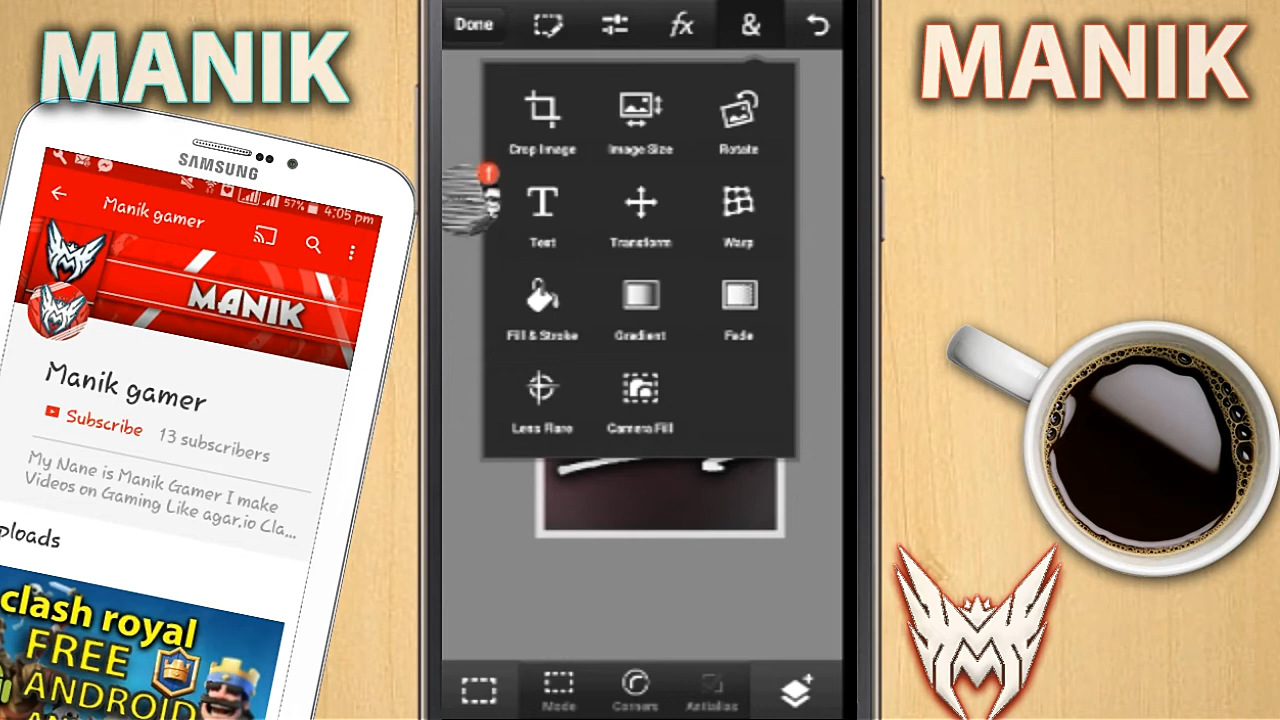 MANIK
MANIK
SAMSUNG
57% 4:05 pm
Manik gamer
MANIK
Manik gamer
Subscribe 13 subscribers
My Name is Manik Gamer I make
Videos on Gaming Like agar.io Cla...
ploads
clash royal
FREE
ANDROID
Done fx &
Crop Image Image Size Rotate
T
Text Transform Warp
Fill & Stroke Gradient Fade
Lens Flare Camera Fill
Mode Corners Antialias